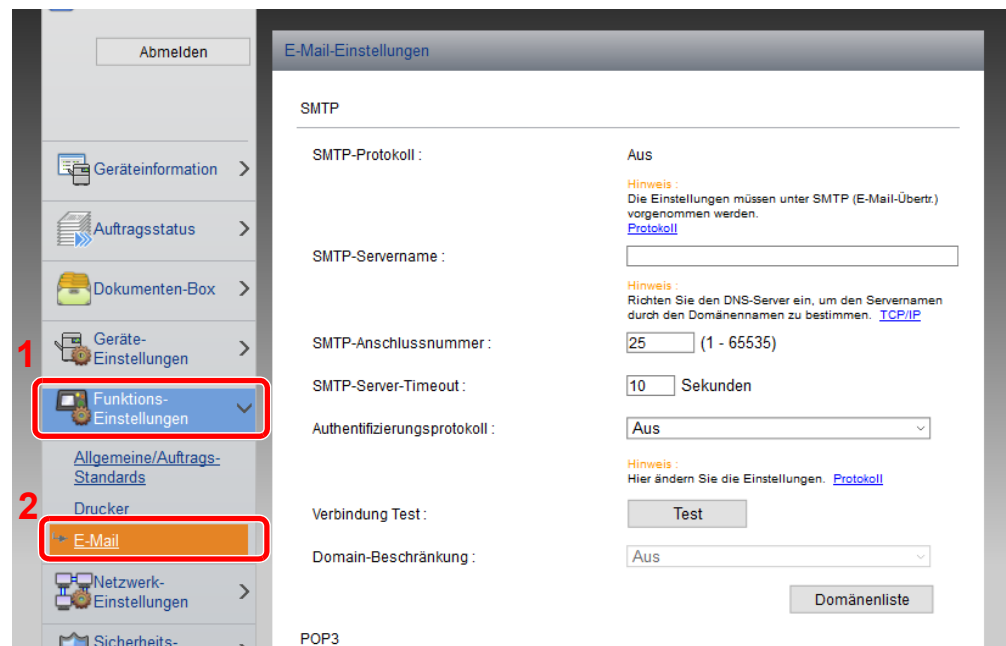 Abmelden
Geräteinformation
Auftragsstatus
Dokumenten-Box
1
Geräte-
Einstellungen
Funktions-
Einstellungen
Allgemeine/Auftrags-
Standards
2
Drucker
E-Mail
Netzwerk-
Einstellungen
Sicherheits-
E-Mail-Einstellungen
SMTP
SMTP-Protokoll :
Aus
Hinweis :
Die Einstellungen müssen unter SMTP (E-Mail-Übertr.)
vorgenommen werden.
Protokoll
SMTP-Servername :
Hinweis :
Richten Sie den DNS-Server ein, um den Servernamen
durch den Domänennamen zu bestimmen. TCP/IP
SMTP-Anschlussnummer :
25 (1 - 65535)
SMTP-Server-Timeout :
10 Sekunden
Authentifizierungsprotokoll :
Aus
Hinweis :
Hier ändern Sie die Einstellungen. Protokoll
Verbindung Test :
Test
Domain-Beschränkung :
Aus
Domänenliste
POP3